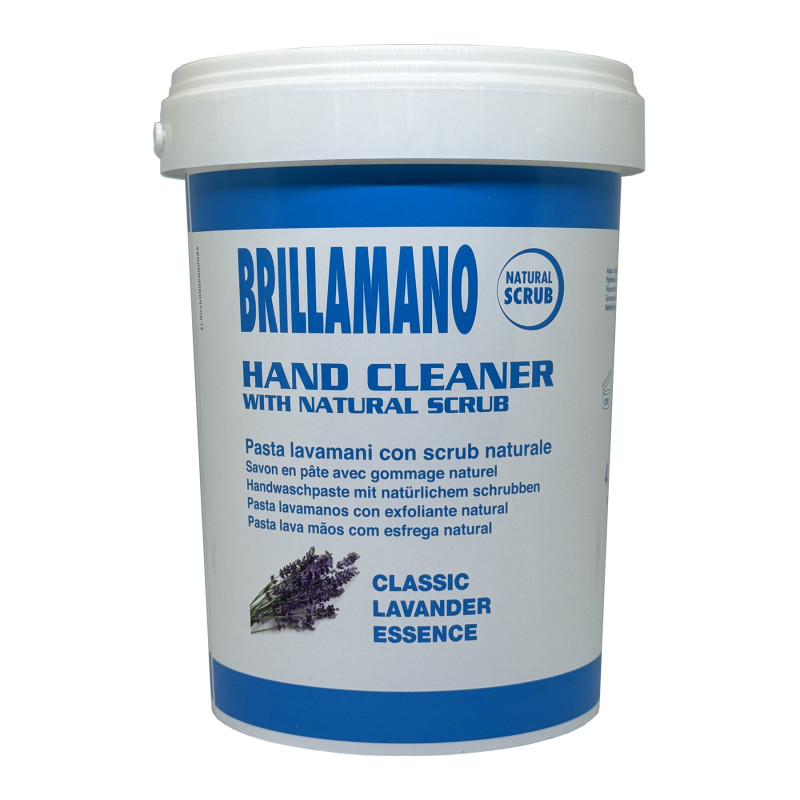 BRILLAMANO
NATURAL
SCRUB
HAND CLEANER
WITH NATURAL SCRUB
Pasta lavamani con scrub naturale
Savon en pâte avec gommage naturel
Handwaschpaste mit natürlichem schrubben
Pasta lavamanos con exfoliante natural
Pasta lava mãos com esfrega natural
CLASSIC
LAVANDER
ESSENCE